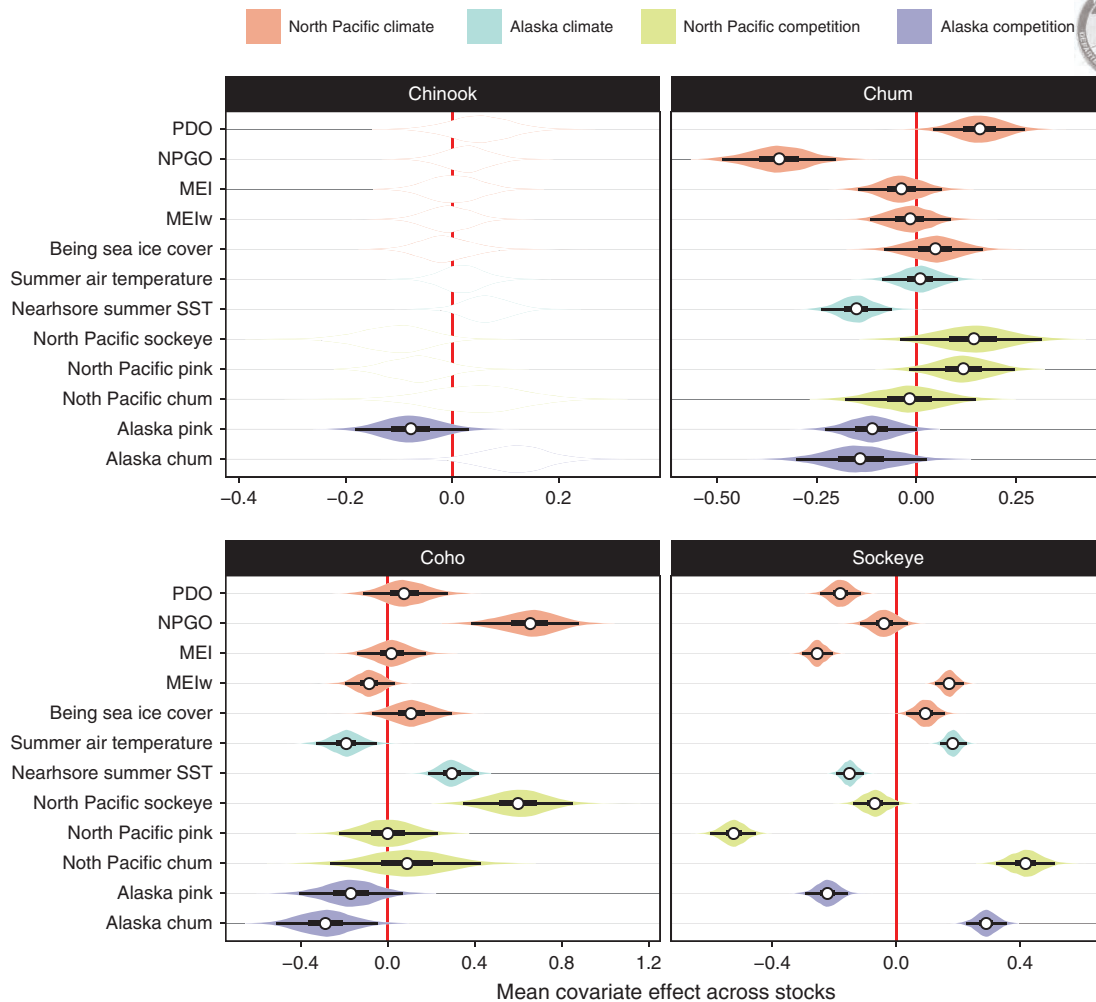 North Pacific climate
Alaska climate
North Pacific competition
Alaska competition
Chinook
Chum
PDO
NPGO
MEI
MEIw
Being sea ice cover
Summer air temperature
Nearhsore summer SST
North Pacific sockeye
North Pacific pink
Noth Pacific chum
Alaska pink
Alaska chum
−0.4 −0.2 0.0 0.2
−0.50 −0.25 0.00 0.25
Coho
Sockeye
PDO
NPGO
MEI
MEIw
Being sea ice cover
Summer air temperature
Nearhsore summer SST
North Pacific sockeye
North Pacific pink
Noth Pacific chum
Alaska pink
Alaska chum
−0.4 0.0 0.4 0.8 1.2
−0.4 0.0 0.4
Mean covariate effect across stocks